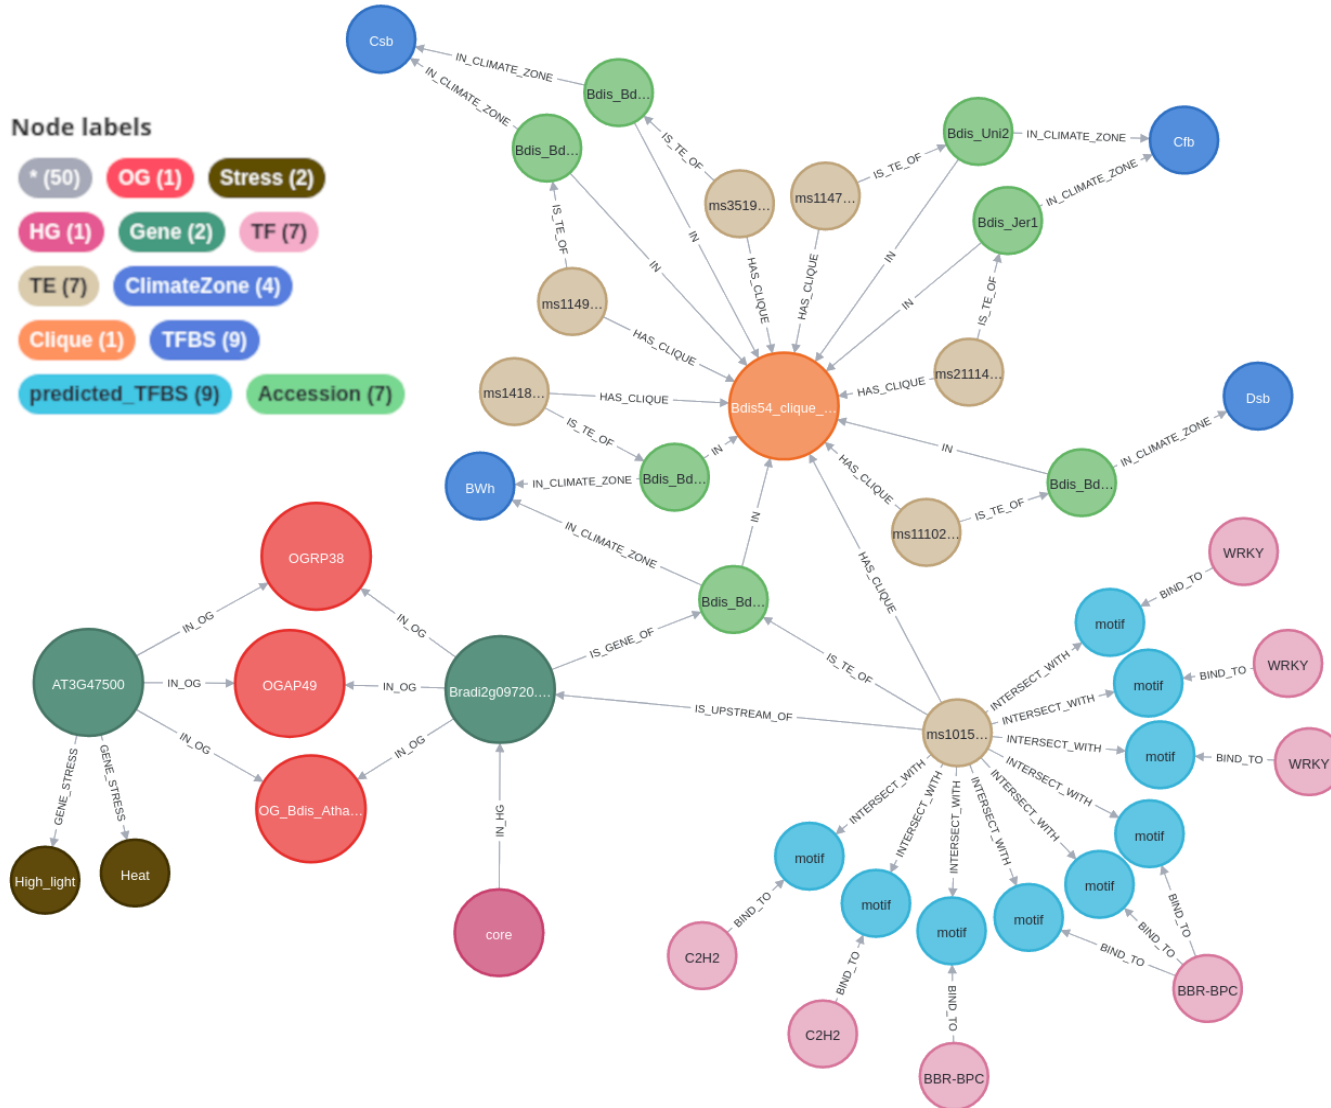 Node labels
* (50) OG (1) Stress (2)
HG (1) Gene (2) TF (7)
TE (7) ClimateZone (4)
Clique (1) TFBS (9)
predicted_TFBS (9) Accession (7)
Csb
IN_CLIMATE_ZONE
IN_CLIMATE_ZONE
Bdis_Bd...
Bdis_Bd...
IS_TE_OF
IS_TE_OF
ms3519...
ms1147...
IS_TE_OF
Bdis_Uni2
IN_CLIMATE_ZONE
Cfb
IN_CLIMATE_ZONE
Bdis_Jer1
IN
IN
IN
IN
HAS_CLIQUE
HAS_CLIQUE
IS_TE_OF
ms1149...
HAS_CLIQUE
ms21114...
HAS_CLIQUE
ms1418...
HAS_CLIQUE
Bdis54_clique_...
Dsb
IS_TE_OF
IN
IN
IN_CLIMATE_ZONE
BWh
IN_CLIMATE_ZONE
Bdis_Bd...
HAS_CLIQUE
Bdis_Bd...
IS_TE_OF
ms11102...
IN
IN_CLIMATE_ZONE
HAS_CLIQUE
OGRP38
Bdis_Bd...
WRKY
BIND_TO
motif
IN_OG
IN_OG
IS_GENE_OF
IS_TE_OF
INTERSECT_WITH
WRKY
BIND_TO
motif
AT3G47500
IN_OG
OGAP49
IN_OG
Bradi2g09720....
IS_UPSTREAM_OF
INTERSECT_WITH
ms1015...
INTERSECT_WITH
motif
BIND_TO
WRKY
IN_OG
IN_OG
GENE_STRESS
GENE_STRESS
OG_Bdis_Atha...
IN_HG
INTERSECT_WITH
INTERSECT_WITH
INTERSECT_WITH
INTERSECT_WITH
INTERSECT_WITH
INTERSECT_WITH
motif
motif
motif
motif
motif
motif
High_light
Heat
core
BIND_TO
BIND_TO
BIND_TO
BIND_TO
BIND_TO
BIND_TO
C2H2
C2H2
BBR-BPC
BBR-BPC